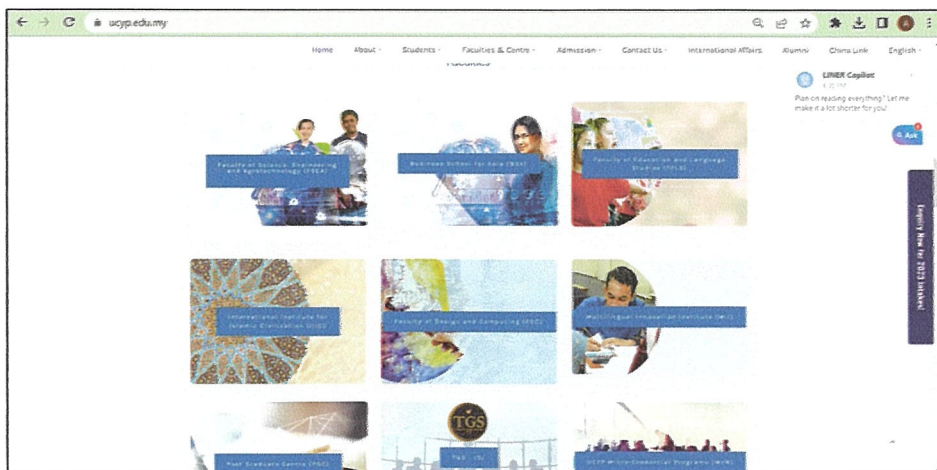 ucyp.edu.my
Home About Students Faculties & Centre Admission Contact Us International Affairs Alumni China Link English
LINER Copilot
Plan on reading everything? Let me
make it a lot shorter for you!
Ask
Faculty of Science, Engineering
and Agrotechnology (FSEA)
Business School for Asia (BSA)
Faculty of Education and Language
Studies (FELS)
Enquiry Now for 2023 Intakes!
International Institute for
Islamic Civilization (IIIC)
Faculty of Design and Computing (FDC)
Multilingual Innovation Institute (MII)
TGS
Post Graduate Centre (PGC)
UCYP Micro-Credential Programs